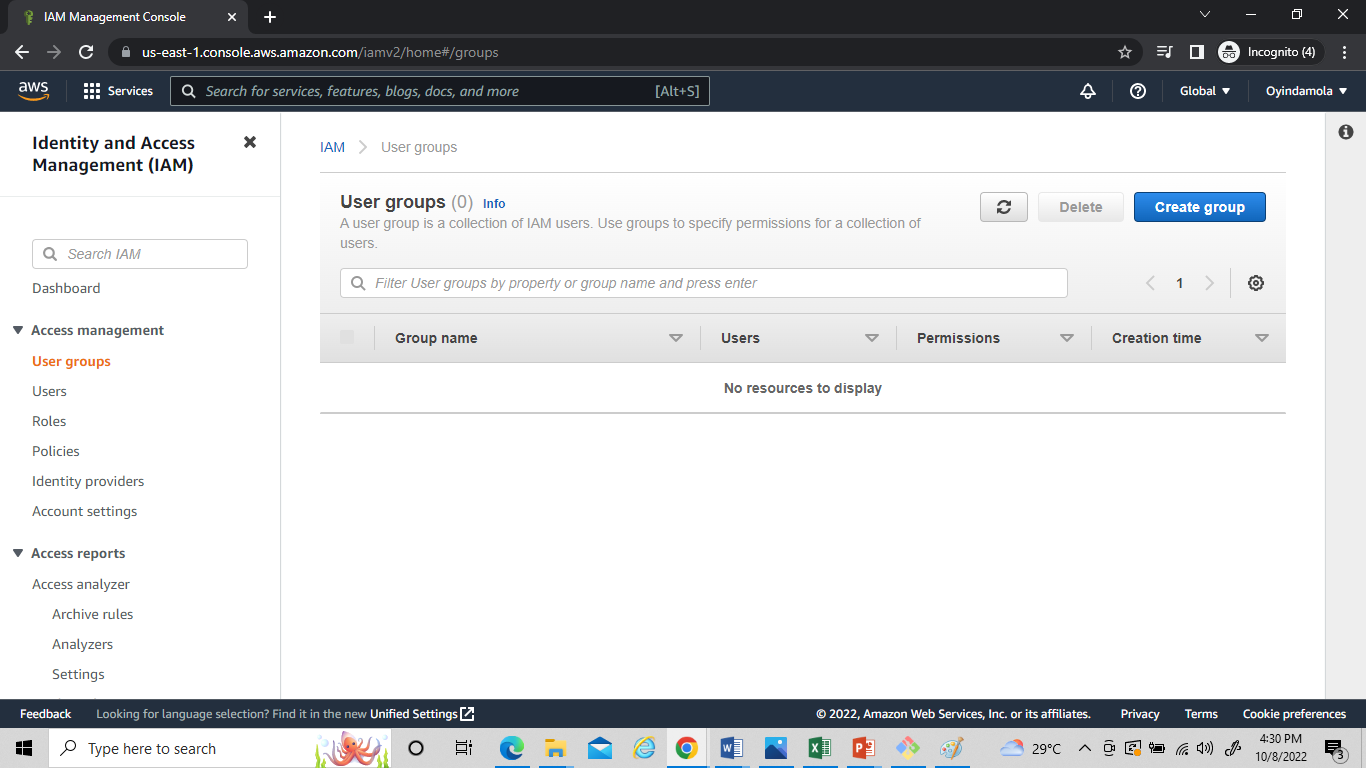 IAM Management Console
us-east-1.console.aws.amazon.com/iamv2/home#/groups
Incognito (4)
aws
Services
Search for services, features, blogs, docs, and more
[Alt+S]
Global
Oyindamola
Identity and Access
Management (IAM)
Search IAM
Dashboard
Access management
User groups
Users
Roles
Policies
Identity providers
Account settings
Access reports
Access analyzer
Archive rules
Analyzers
Settings
IAM
User groups
User groups (0) Info
A user group is a collection of IAM users. Use groups to specify permissions for a collection of
users.
Delete
Create group
Filter User groups by property or group name and press enter
1
Group name
Users
Permissions
Creation time
No resources to display
Feedback
Looking for language selection? Find it in the new Unified Settings
© 2022, Amazon Web Services, Inc. or its affiliates.
Privacy
Terms
Cookie preferences
Type here to search
29°C
4:30 PM
10/8/2022
3